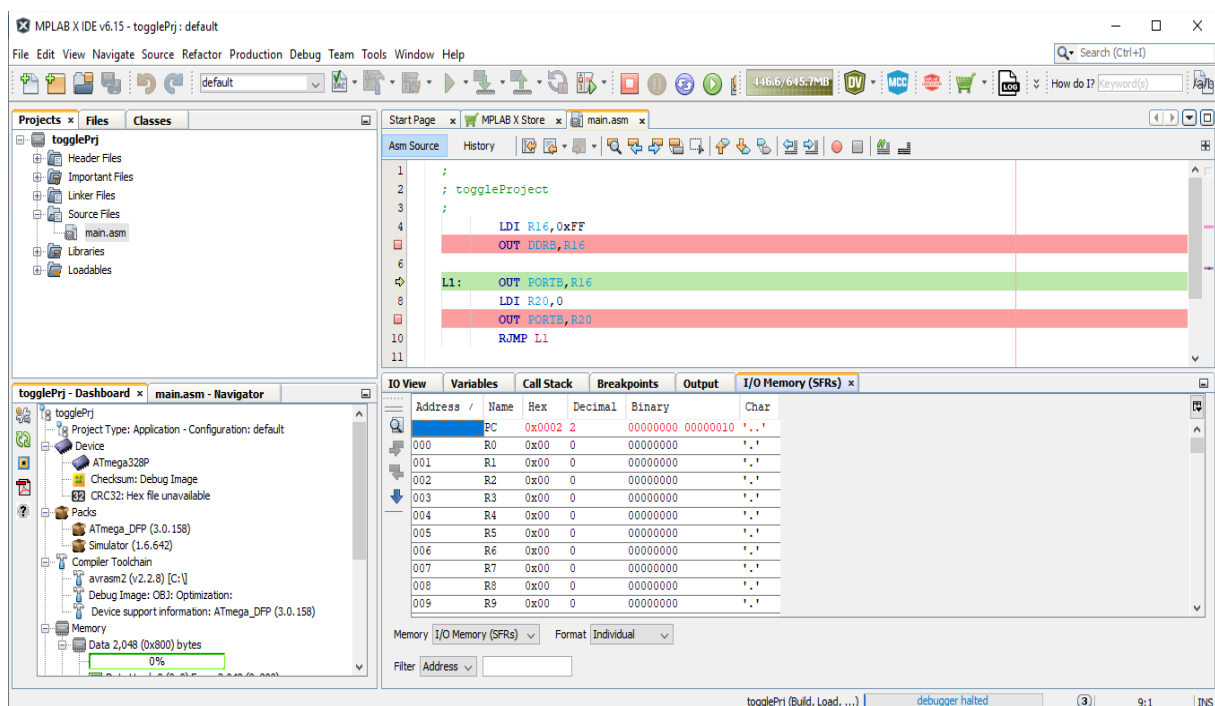 MPLAB X IDE v6.15 - togglePrj : default
File Edit View Navigate Source Refactor Production Debug Team Tools Window Help
Search (Ctrl+I)
default
446.6/645.7MB
DV
MCC
LOG
How do I? Keyword(s)
Projects x Files Classes
togglePrj
Header Files
Important Files
Linker Files
Source Files
main.asm
Libraries
Loadables
Start Page x MPLAB X Store x main.asm x
Asm Source History
1 ;
2 ; toggleProject
3 ;
4 LDI R16,0xFF
OUT DDRB,R16
6
L1: OUT PORTB,R16
8 LDI R20,0
OUT PORTB,R20
10 RJMP L1
11
togglePrj - Dashboard x main.asm - Navigator
togglePrj
Project Type: Application - Configuration: default
Device
ATmega328P
Checksum: Debug Image
CRC32: Hex file unavailable
Packs
ATmega_DFP (3.0.158)
Simulator (1.6.642)
Compiler Toolchain
avrasm2 (v2.2.8) [C:\]
Debug Image: OBJ: Optimization:
Device support information: ATmega_DFP (3.0.158)
Memory
Data 2,048 (0x800) bytes
0%
IO View Variables Call Stack Breakpoints Output I/O Memory (SFRs) x
Address / Name Hex Decimal Binary Char
PC 0x0002 2 00000000 00000010 '..'
000 R0 0x00 0 00000000 '.'
001 R1 0x00 0 00000000 '.'
002 R2 0x00 0 00000000 '.'
003 R3 0x00 0 00000000 '.'
004 R4 0x00 0 00000000 '.'
005 R5 0x00 0 00000000 '.'
006 R6 0x00 0 00000000 '.'
007 R7 0x00 0 00000000 '.'
008 R8 0x00 0 00000000 '.'
009 R9 0x00 0 00000000 '.'
Memory I/O Memory (SFRs) Format Individual
Filter Address
togglePrj (Build, Load, ...) debugger halted (3) 9:1 INS